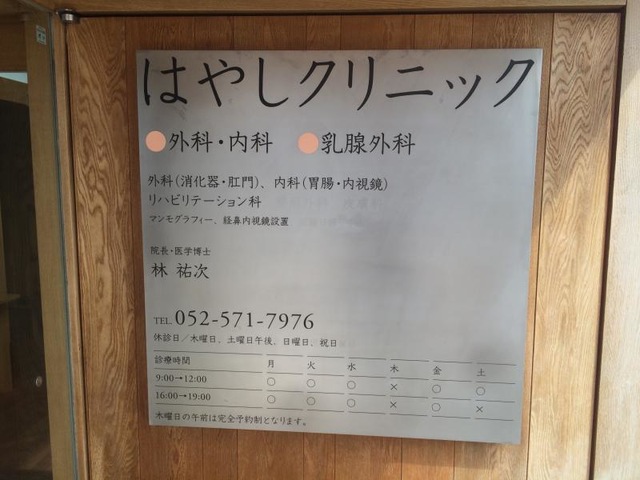 はやしクリニック
●外科・内科 ●乳腺外科
外科(消化器・肛門)、内科(胃腸・内視鏡)
リハビリテーション科
マンモグラフィー、経鼻内視鏡設置
院長・医学博士
林 祐次
TEL 052-571-7976
休診日/木曜日、土曜日午後、日曜日、祝日
診療時間 月 火 水 木 金 土
9:00→12:00 ○ ○ ○ × ○ ○
16:00→19:00 ○ ○ ○ × ○ ×
木曜日の午前は完全予約制となります。